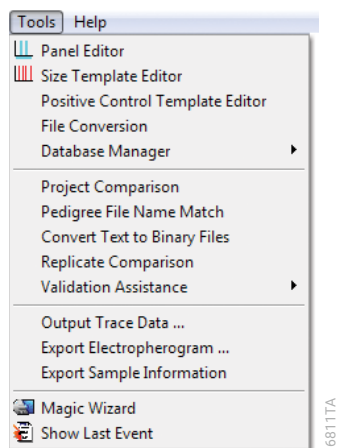 Tools Help
Panel Editor
Size Template Editor
Positive Control Template Editor
File Conversion
Database Manager
Project Comparison
Pedigree File Name Match
Convert Text to Binary Files
Replicate Comparison
Validation Assistance
Output Trace Data ...
Export Electropherogram ...
Export Sample Information
Magic Wizard
Show Last Event
6811TA